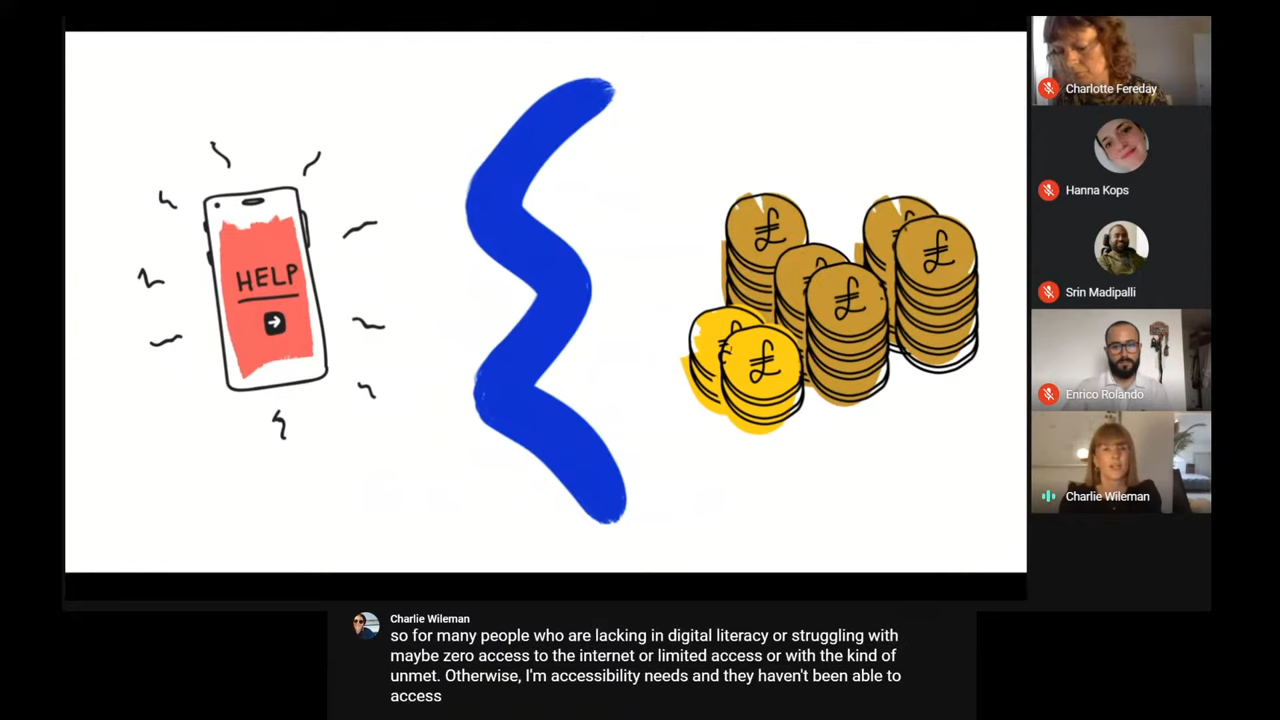 HELP
£
£
£
£
£
Charlotte Fereday
Hanna Kops
Srin Madipalli
Enrico Rolando
Charlie Wileman
Charlie Wileman
so for many people who are lacking in digital literacy or struggling with
maybe zero access to the internet or limited access or with the kind of
unmet. Otherwise, I'm accessibility needs and they haven't been able to
access